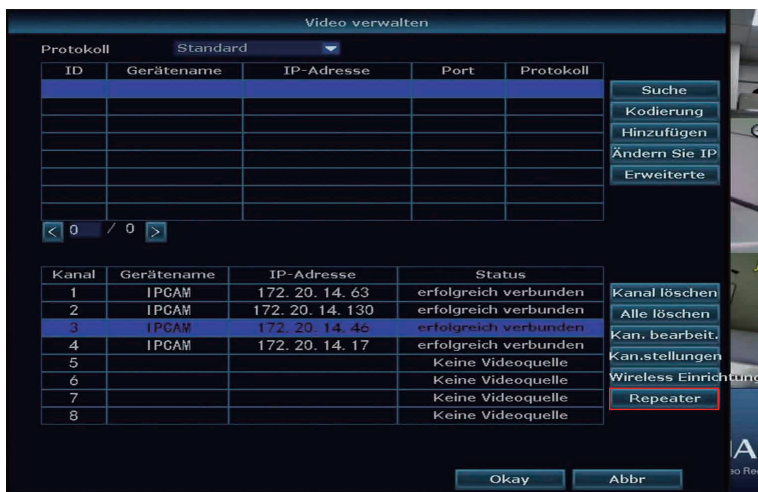 Video verwalten
Protokoll Standard
ID Gerätename IP-Adresse Port Protokoll
Suche
Kodierung
Hinzufügen
Ändern Sie IP
Erweiterte
< 0 / 0 >
Kanal Gerätename IP-Adresse Status
1 IPCAM 172. 20. 14. 63 erfolgreich verbunden Kanal löschen
2 IPCAM 172. 20. 14. 130 erfolgreich verbunden Alle löschen
3 IPCAM 172. 20. 14. 46 erfolgreich verbunden Kan. bearbeit.
4 IPCAM 172. 20. 14. 17 erfolgreich verbunden Kan.stellungen
5 Keine Videoquelle
6 Keine Videoquelle Wireless Einrichtung
7 Keine Videoquelle Repeater
8 Keine Videoquelle
Okay Abbr